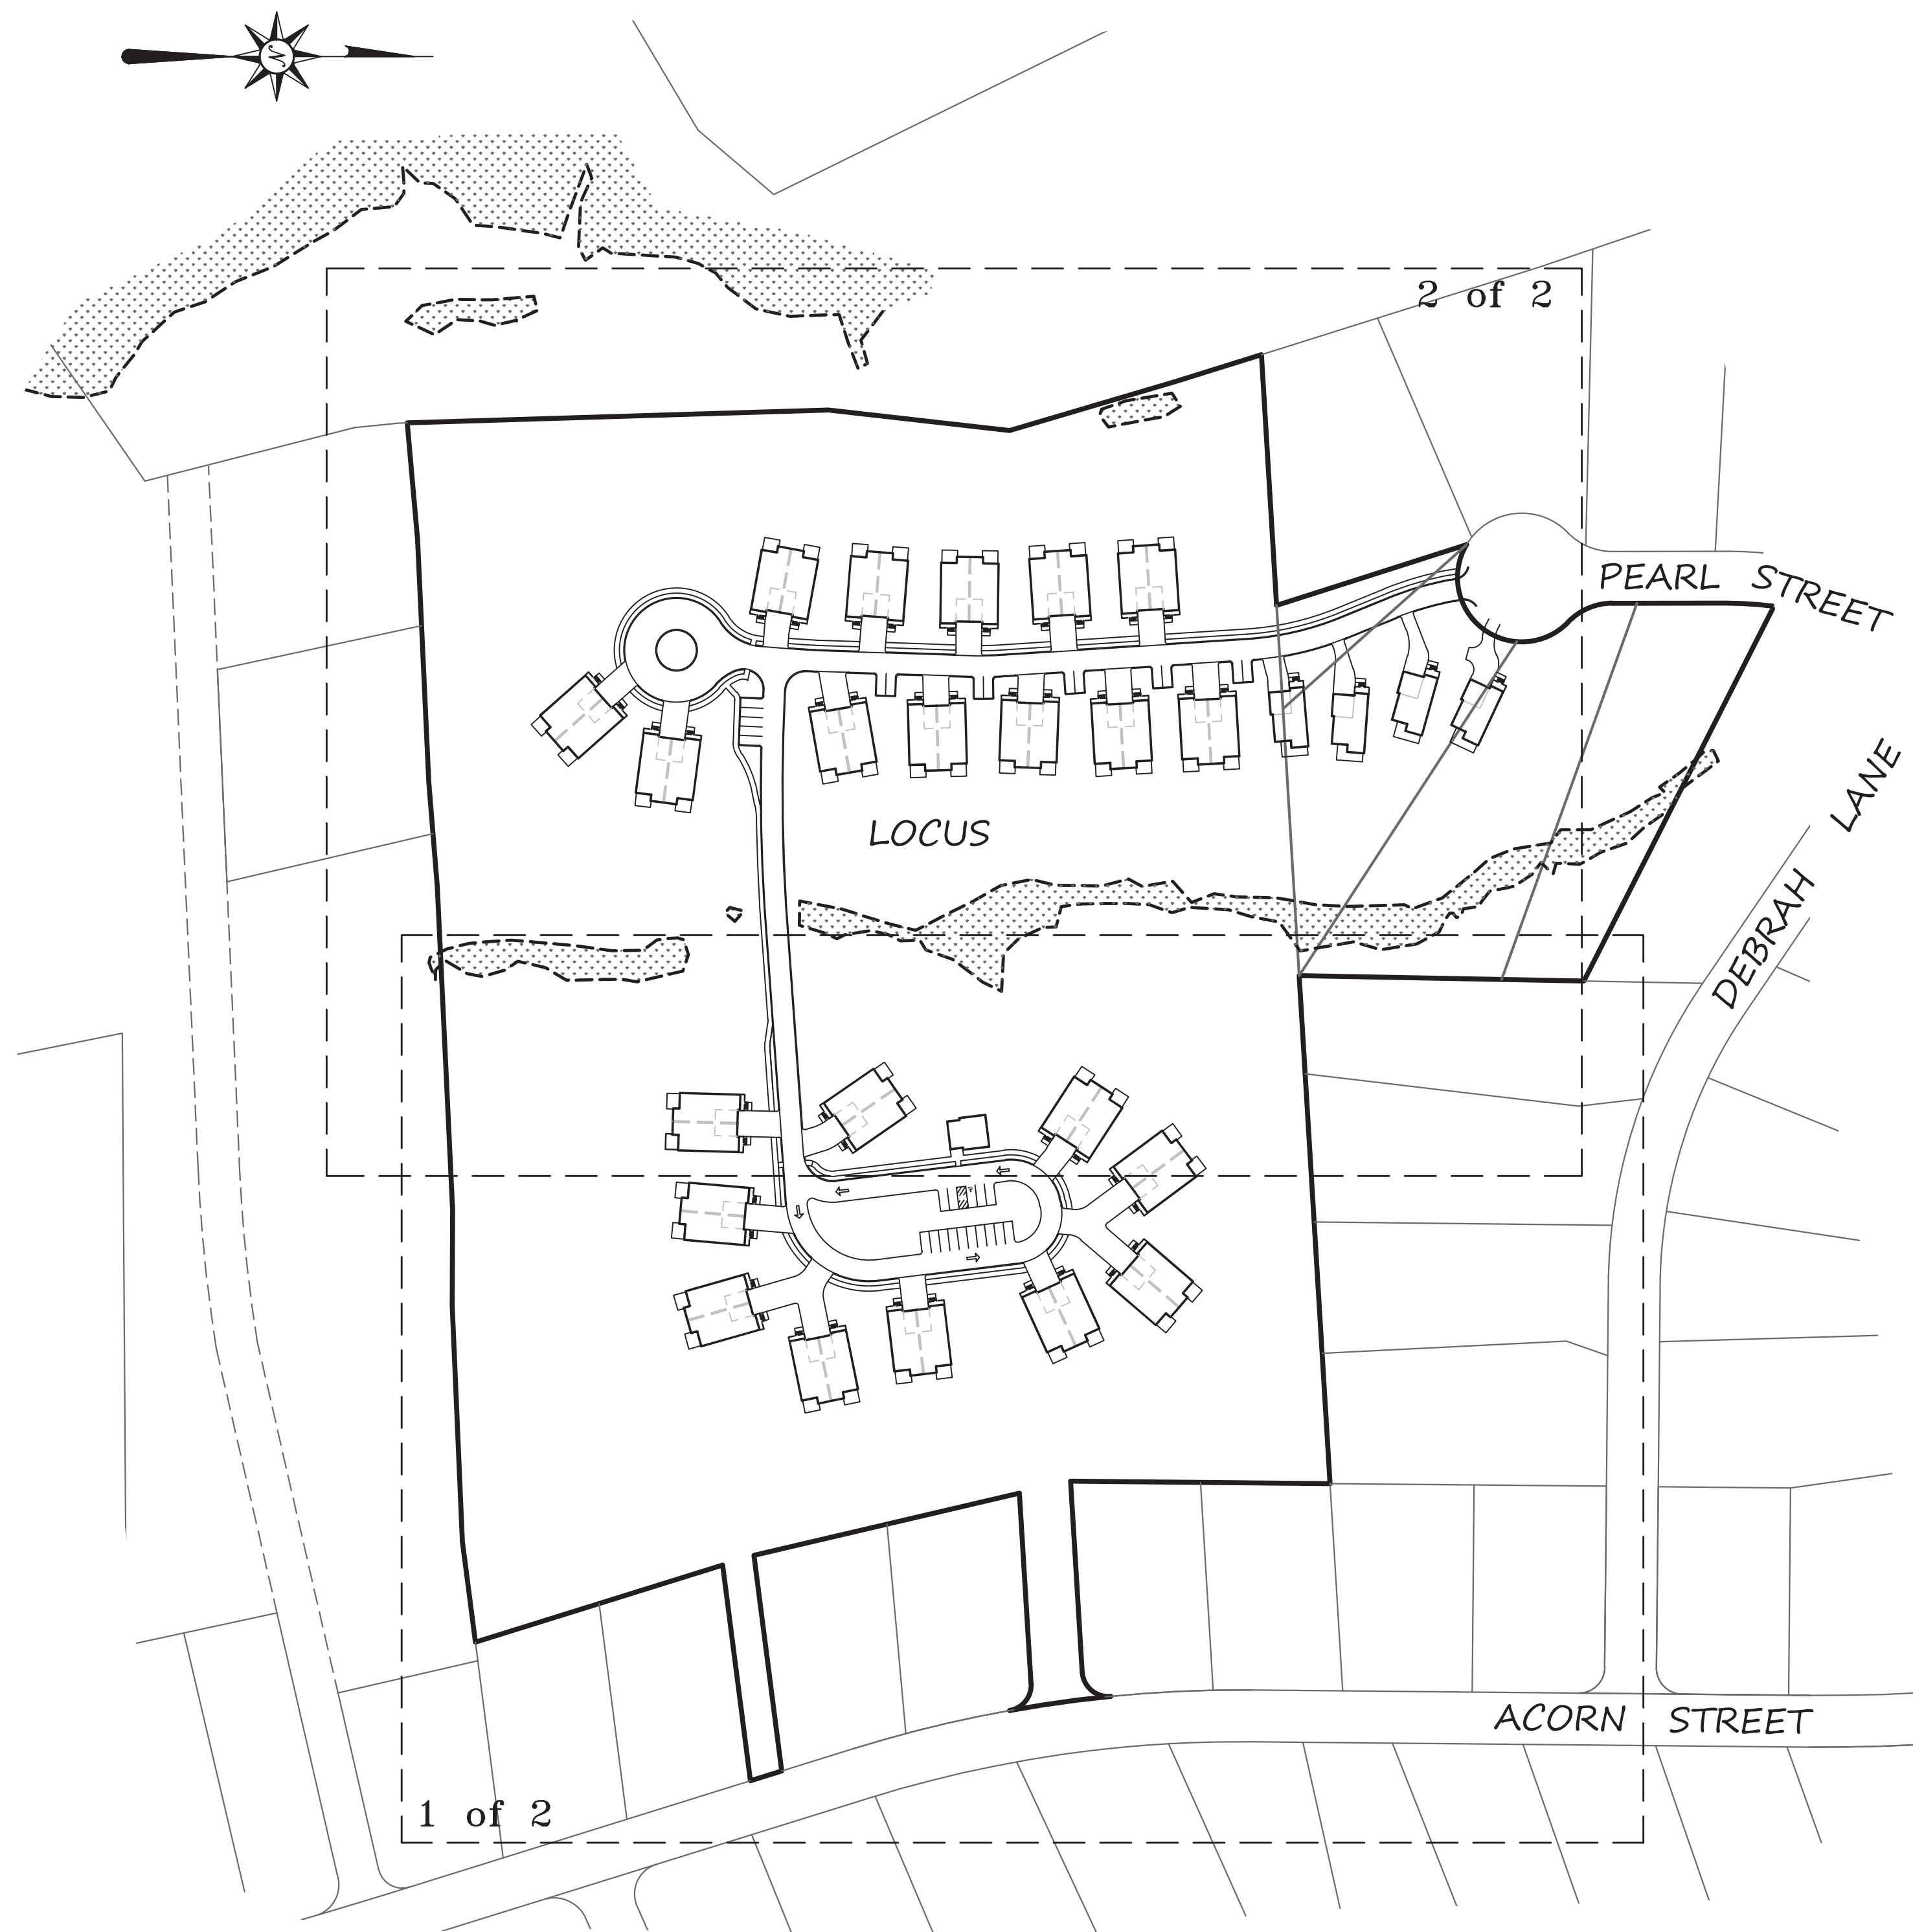 2 of 2
PEARL STREET
LOCUS
DEBRAH LANE
ACORN STREET
1 of 2